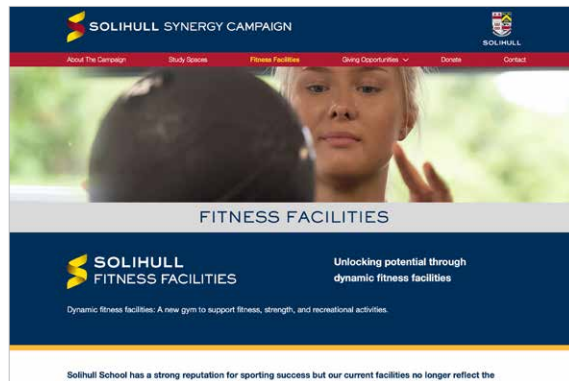 SOLIHULL SYNERGY CAMPAIGN
SOLIHULL
About The Campaign Study Spaces Fitness Facilities Giving Opportunities Donate Contact
FITNESS FACILITIES
SOLIHULL
FITNESS FACILITIES
Unlocking potential through
dynamic fitness facilities
Dynamic fitness facilities: A new gym to support fitness, strength, and recreational activities.
Solihull School has a strong reputation for sporting success but our current facilities no longer reflect the